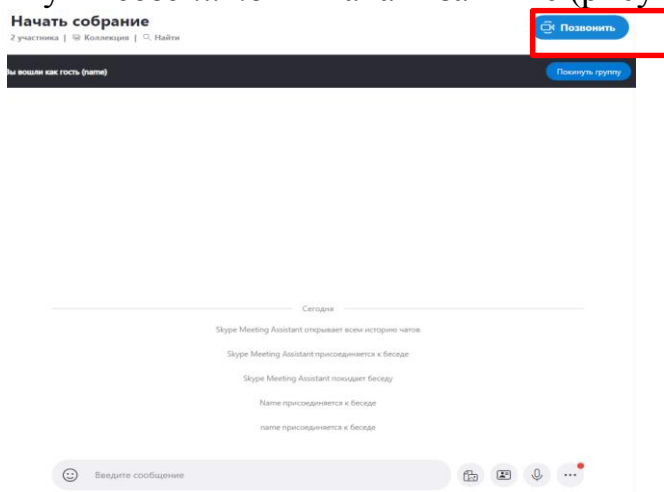 Начать собрание
2 участника | Коллекция | Найти
Позвонить
Вы вошли как гость (name)
Покинуть группу
Сегодня
Skype Meeting Assistant открывает всем историю чатов
Skype Meeting Assistant присоединяется к беседе
Skype Meeting Assistant покидает беседу
Name присоединяется к беседе
name присоединяется к беседе
Введите сообщение